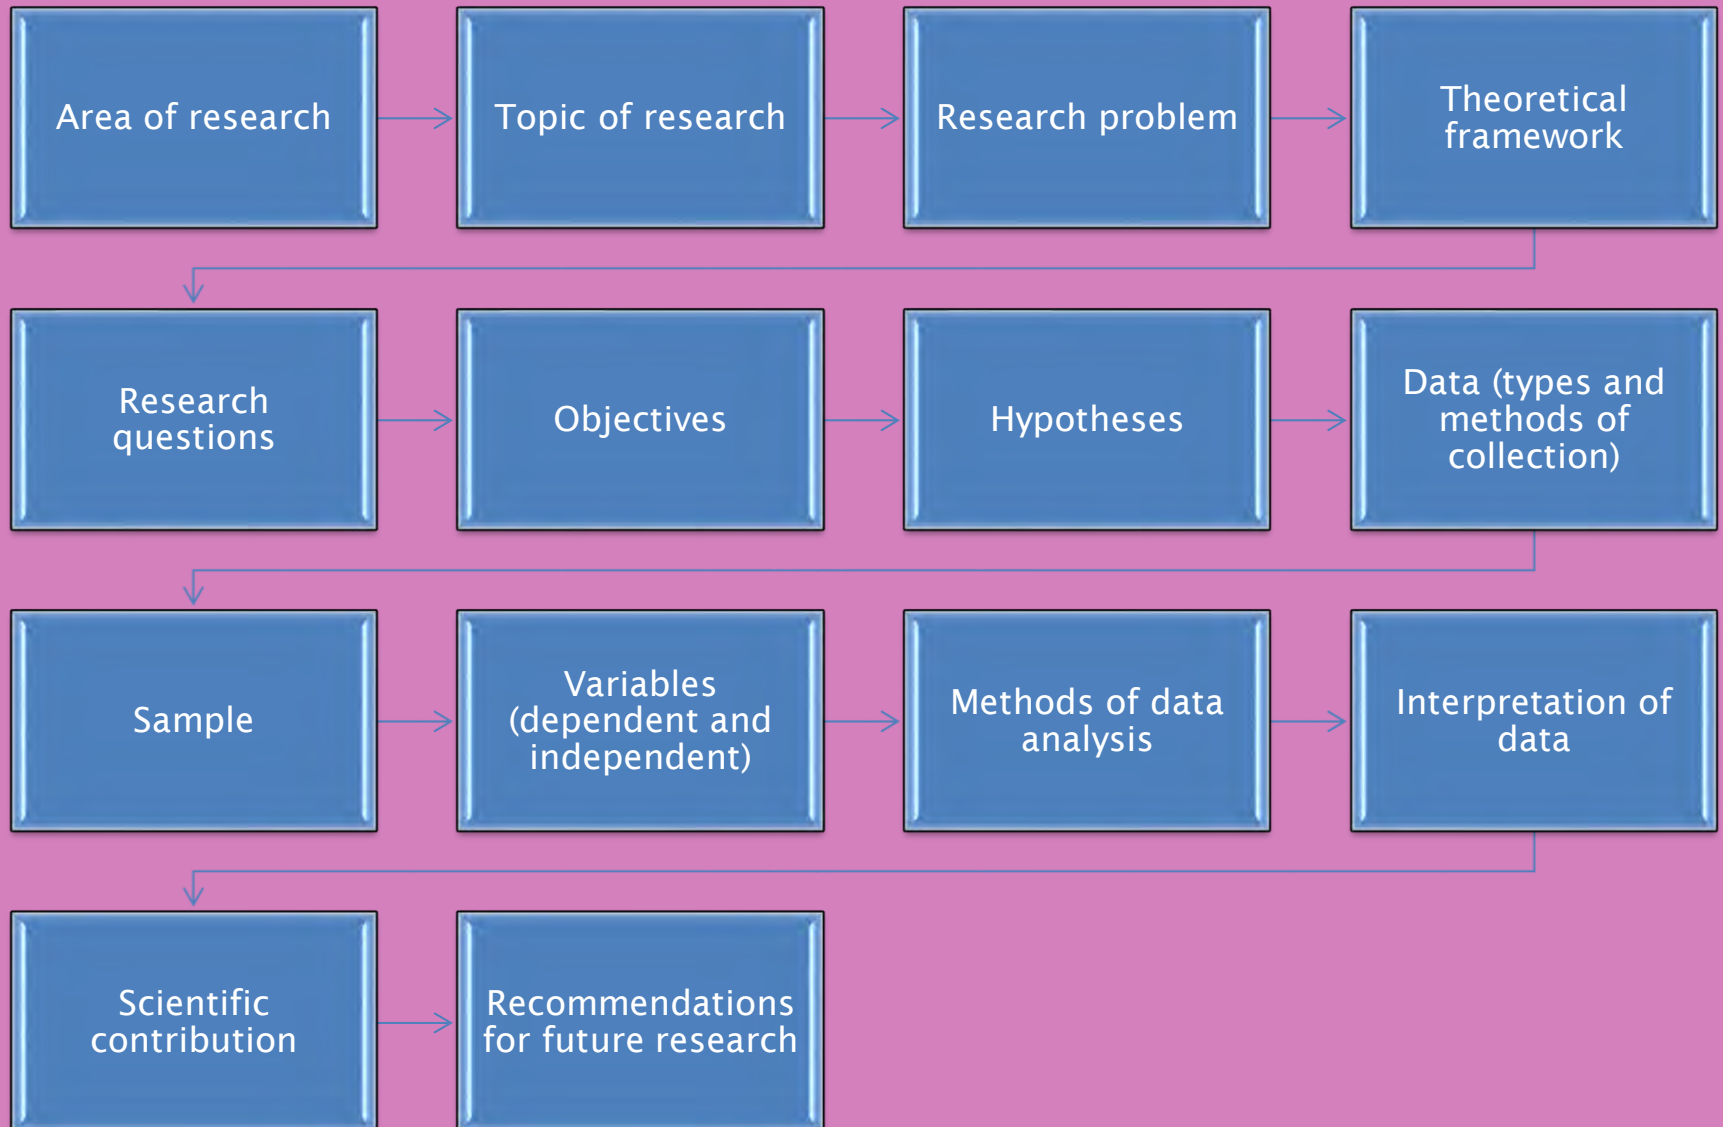 Area of research
Topic of research
Research problem
Theoretical
framework
Research
questions
Objectives
Hypotheses
Data (types and
methods of
collection)
Sample
Variables
(dependent and
independent)
Methods of data
analysis
Interpretation of
data
Scientific
contribution
Recommendations
for future research